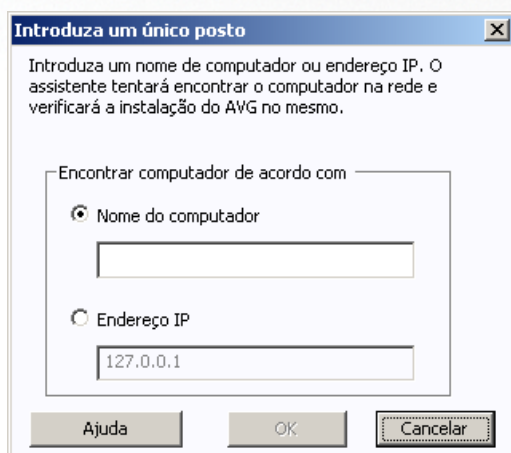 Introduza um único posto
Introduza um nome de computador ou endereço IP. O
assistente tentará encontrar o computador na rede e
verificará a instalação do AVG no mesmo.
Encontrar computador de acordo com
Nome do computador
Endereço IP
127.0.0.1
Ajuda OK Cancelar